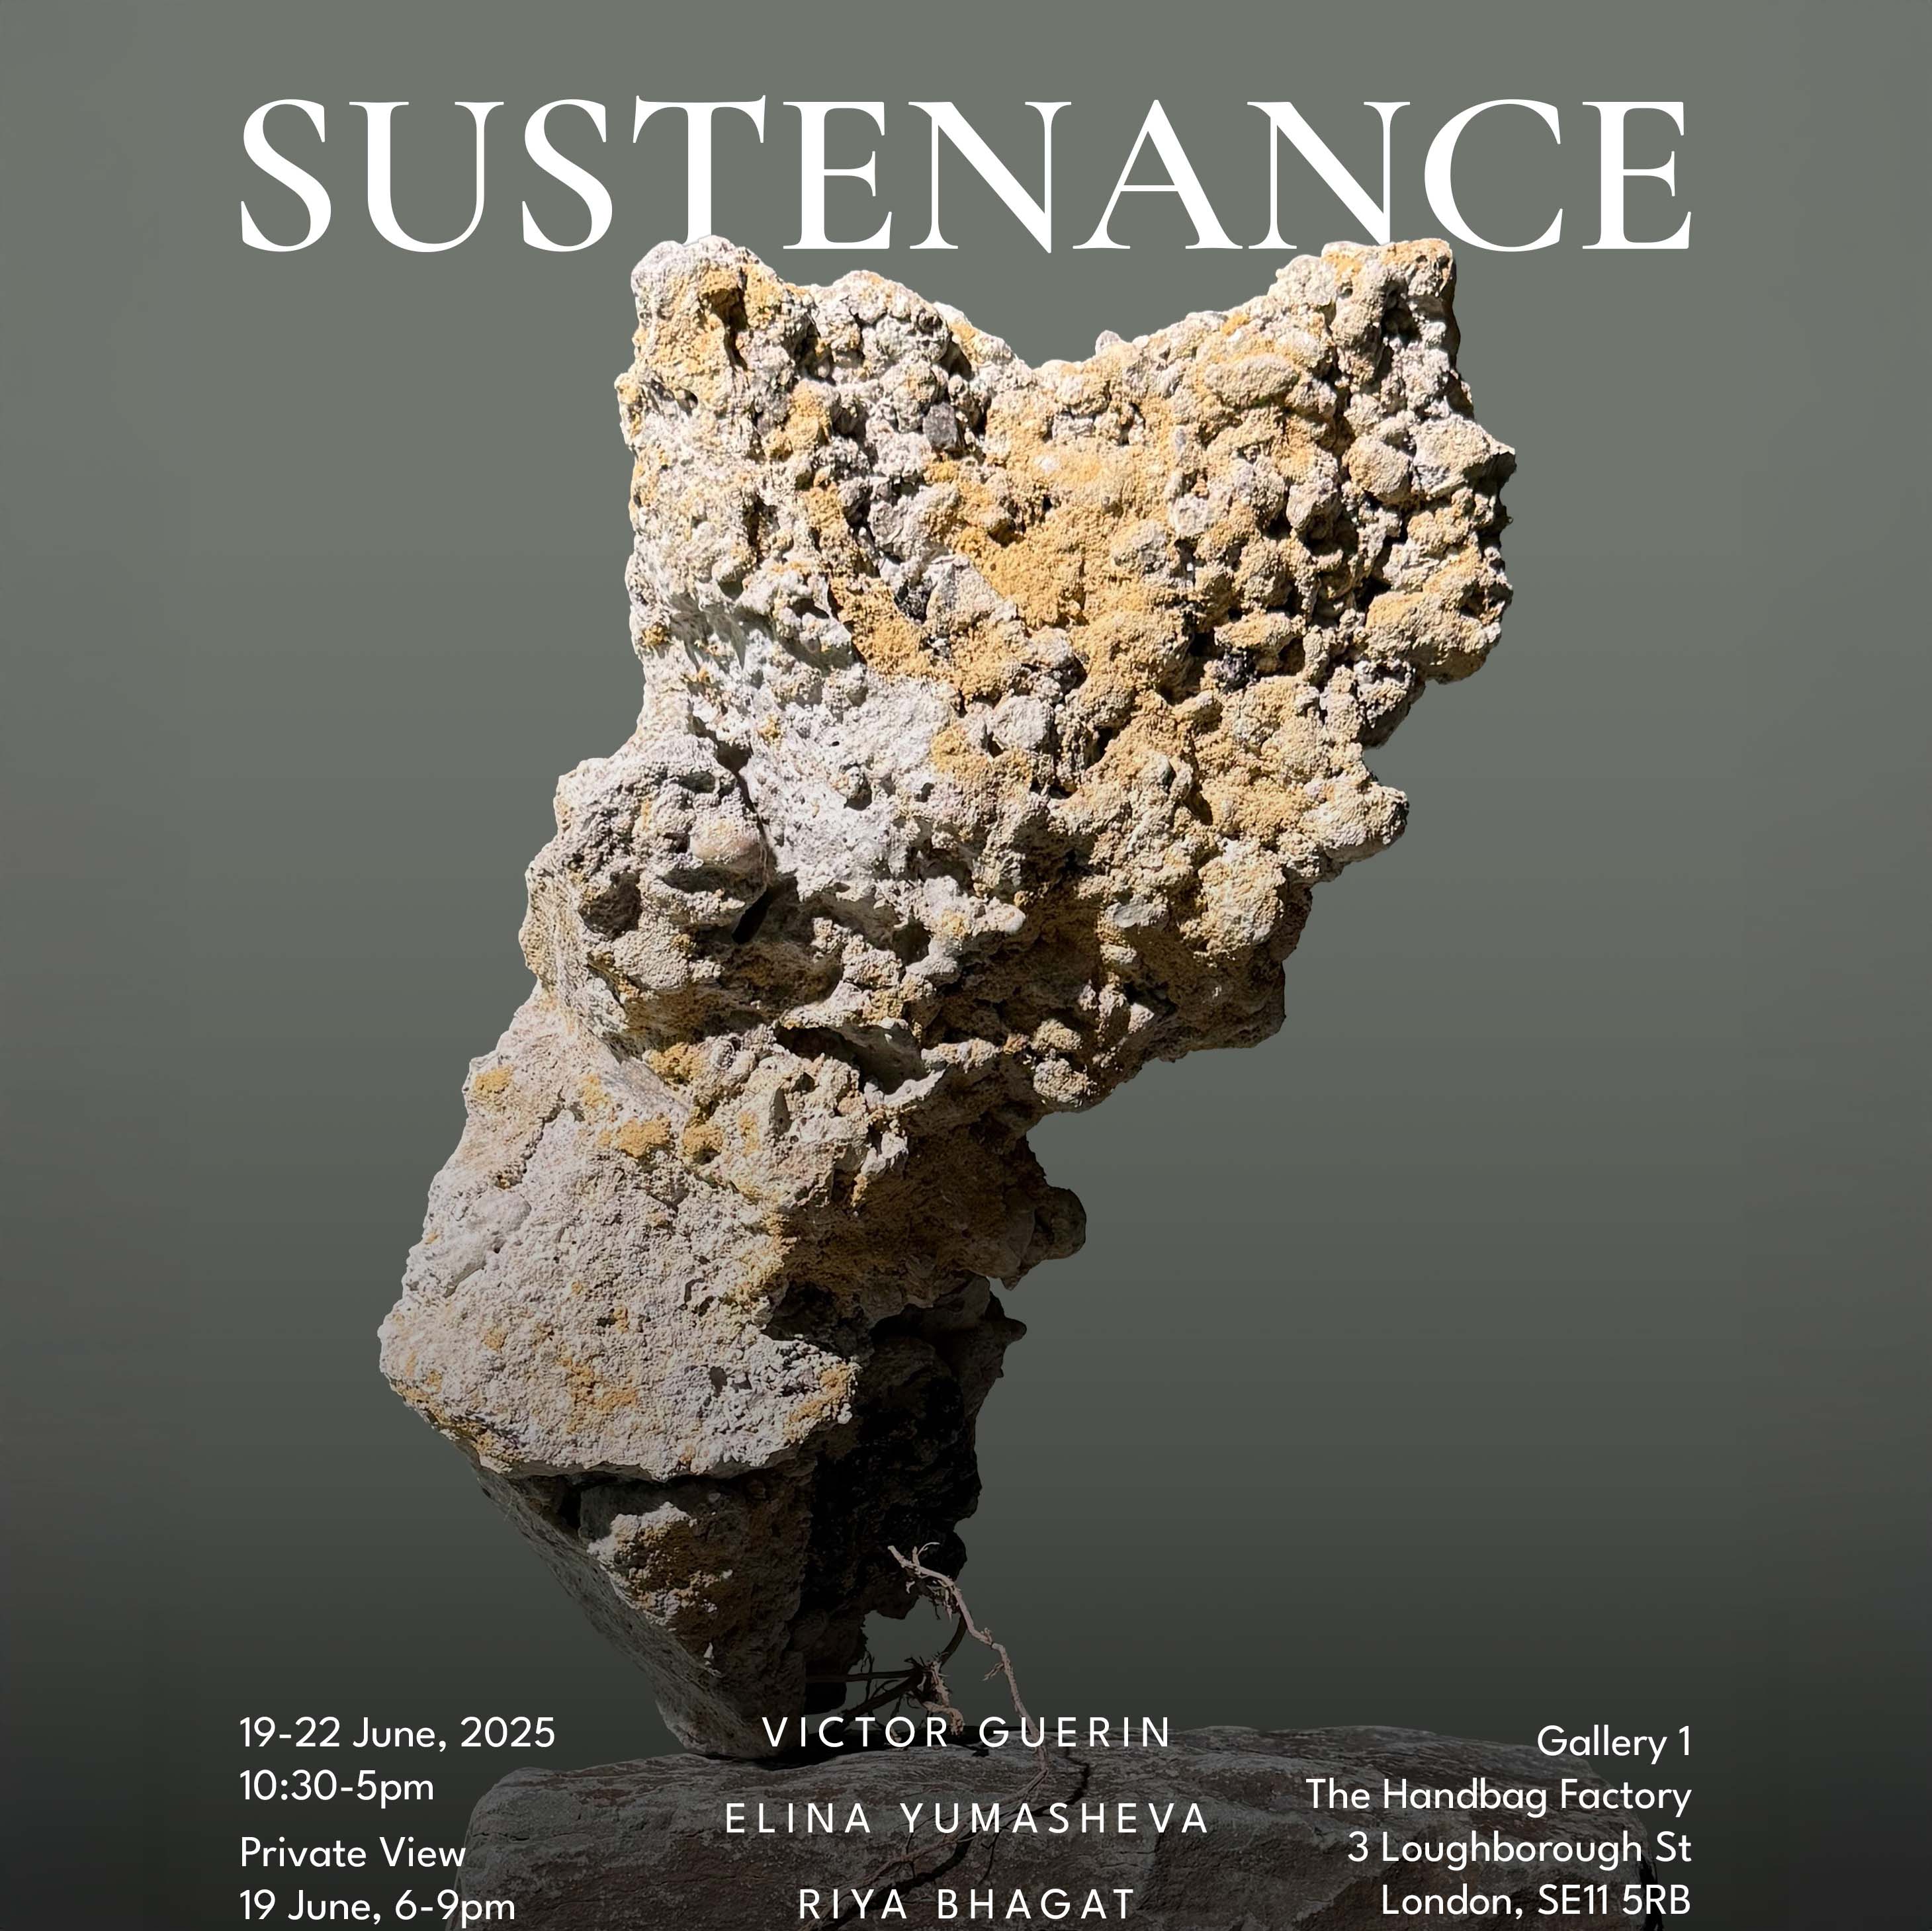 SUSTENANCE
19-22 June, 2025
10:30-5pm
Private View
19 June, 6-9pm
VICTOR GUERIN
ELINA YUMASHEVA
RIYA BHAGAT
Gallery 1
The Handbag Factory
3 Loughborough St
London, SE11 5RB